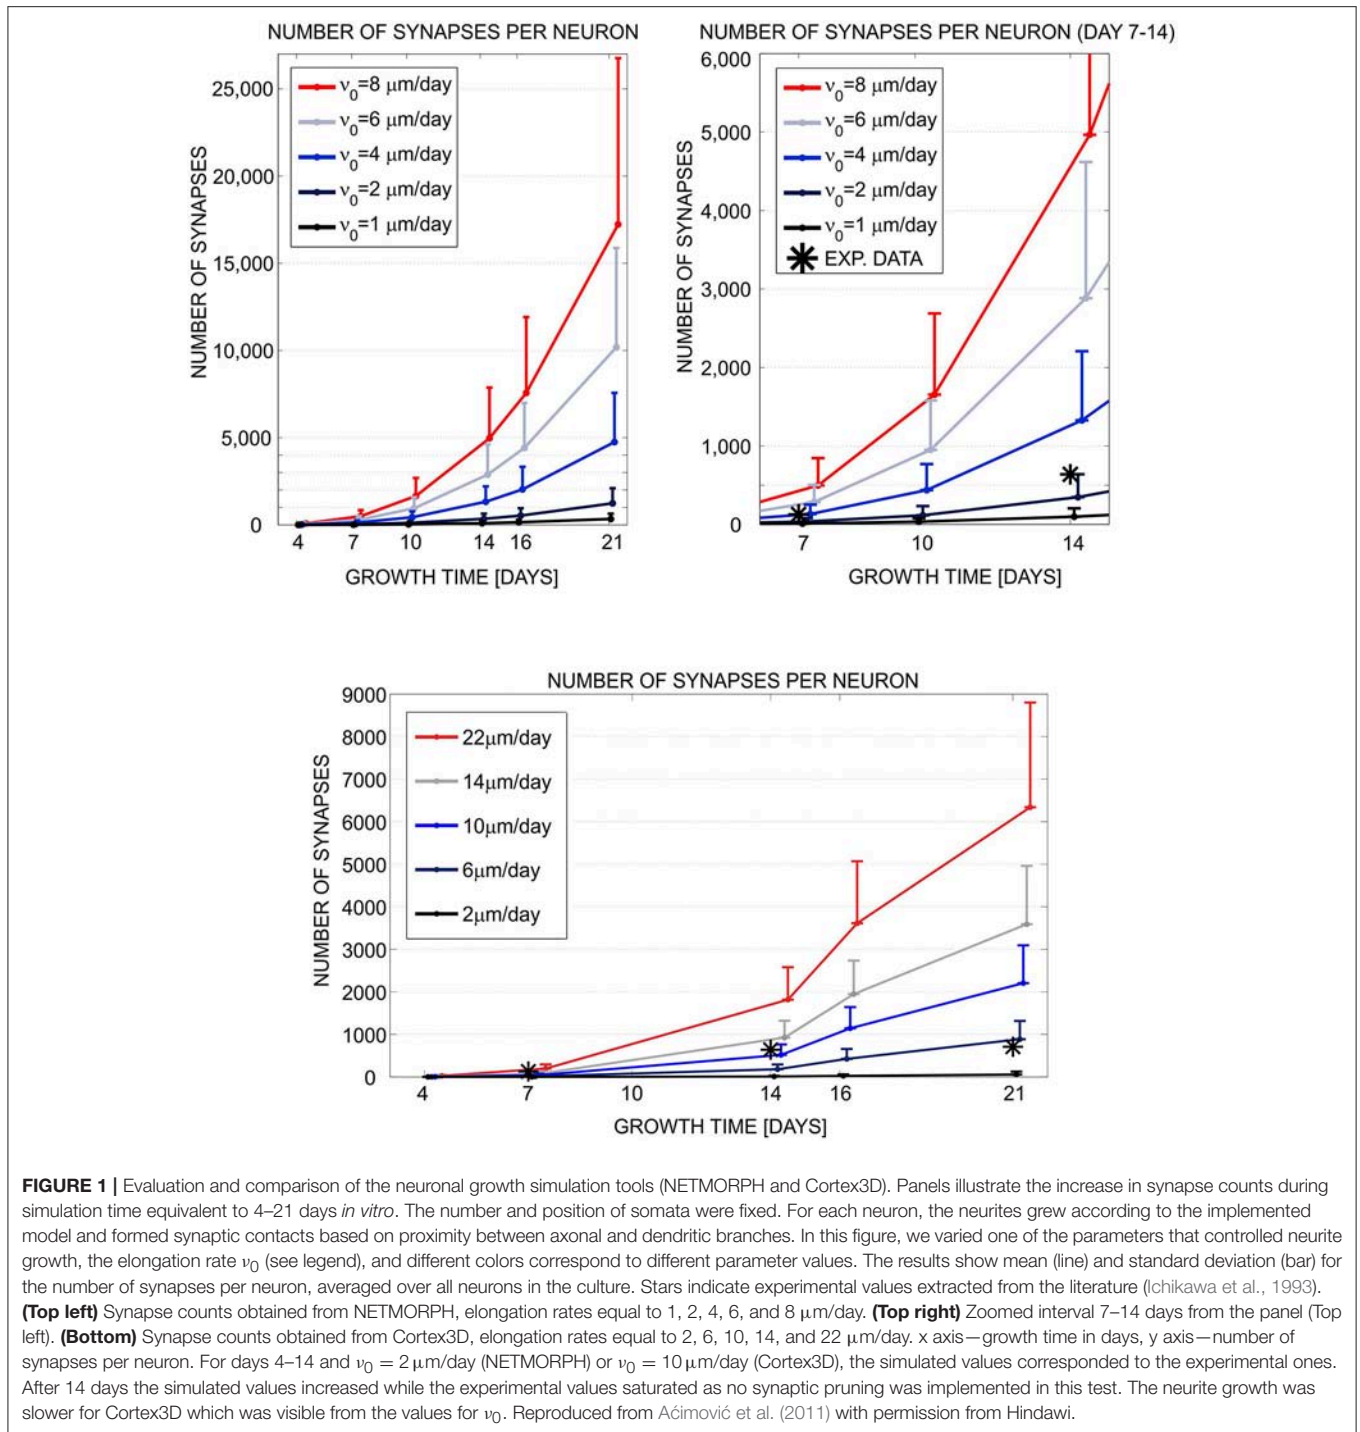 NUMBER OF SYNAPSES PER NEURON
NUMBER OF SYNAPSES
25,000
20,000
15,000
10,000
5,000
0
ν0=8 μm/day
ν0=6 μm/day
ν0=4 μm/day
ν0=2 μm/day
ν0=1 μm/day
4 7 10 14 16 21
GROWTH TIME [DAYS]
NUMBER OF SYNAPSES PER NEURON (DAY 7-14)
NUMBER OF SYNAPSES
6,000
5,000
4,000
3,000
2,000
1,000
0
ν0=8 μm/day
ν0=6 μm/day
ν0=4 μm/day
ν0=2 μm/day
ν0=1 μm/day
EXP. DATA
7 10 14
GROWTH TIME [DAYS]
NUMBER OF SYNAPSES PER NEURON
NUMBER OF SYNAPSES
9000
8000
7000
6000
5000
4000
3000
2000
1000
0
22μm/day
14μm/day
10μm/day
6μm/day
2μm/day
4 7 10 14 16 21
GROWTH TIME [DAYS]
FIGURE 1 | Evaluation and comparison of the neuronal growth simulation tools (NETMORPH and Cortex3D). Panels illustrate the increase in synapse counts during
simulation time equivalent to 4–21 days in vitro. The number and position of somata were fixed. For each neuron, the neurites grew according to the implemented
model and formed synaptic contacts based on proximity between axonal and dendritic branches. In this figure, we varied one of the parameters that controlled neurite
growth, the elongation rate ν0 (see legend), and different colors correspond to different parameter values. The results show mean (line) and standard deviation (bar) for
the number of synapses per neuron, averaged over all neurons in the culture. Stars indicate experimental values extracted from the literature (Ichikawa et al., 1993).
(Top left) Synapse counts obtained from NETMORPH, elongation rates equal to 1, 2, 4, 6, and 8 μm/day. (Top right) Zoomed interval 7–14 days from the panel (Top
left). (Bottom) Synapse counts obtained from Cortex3D, elongation rates equal to 2, 6, 10, 14, and 22 μm/day. x axis—growth time in days, y axis—number of
synapses per neuron. For days 4–14 and ν0 = 2 μm/day (NETMORPH) or ν0 = 10 μm/day (Cortex3D), the simulated values corresponded to the experimental ones.
After 14 days the simulated values increased while the experimental values saturated as no synaptic pruning was implemented in this test. The neurite growth was
slower for Cortex3D which was visible from the values for ν0. Reproduced from Aćimović et al. (2011) with permission from Hindawi.